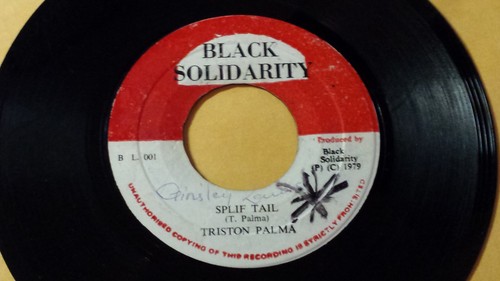 BLACK
SOLIDARITY
B L 001
Produced by
Black
Solidarity
(P) (C) 1979
Ginsley
SPLIF TAIL
(T. Palma)
TRISTON PALMA
UNAUTHORISED COPYING OF THIS RECORDING IS STRICTLY PROHIBITED